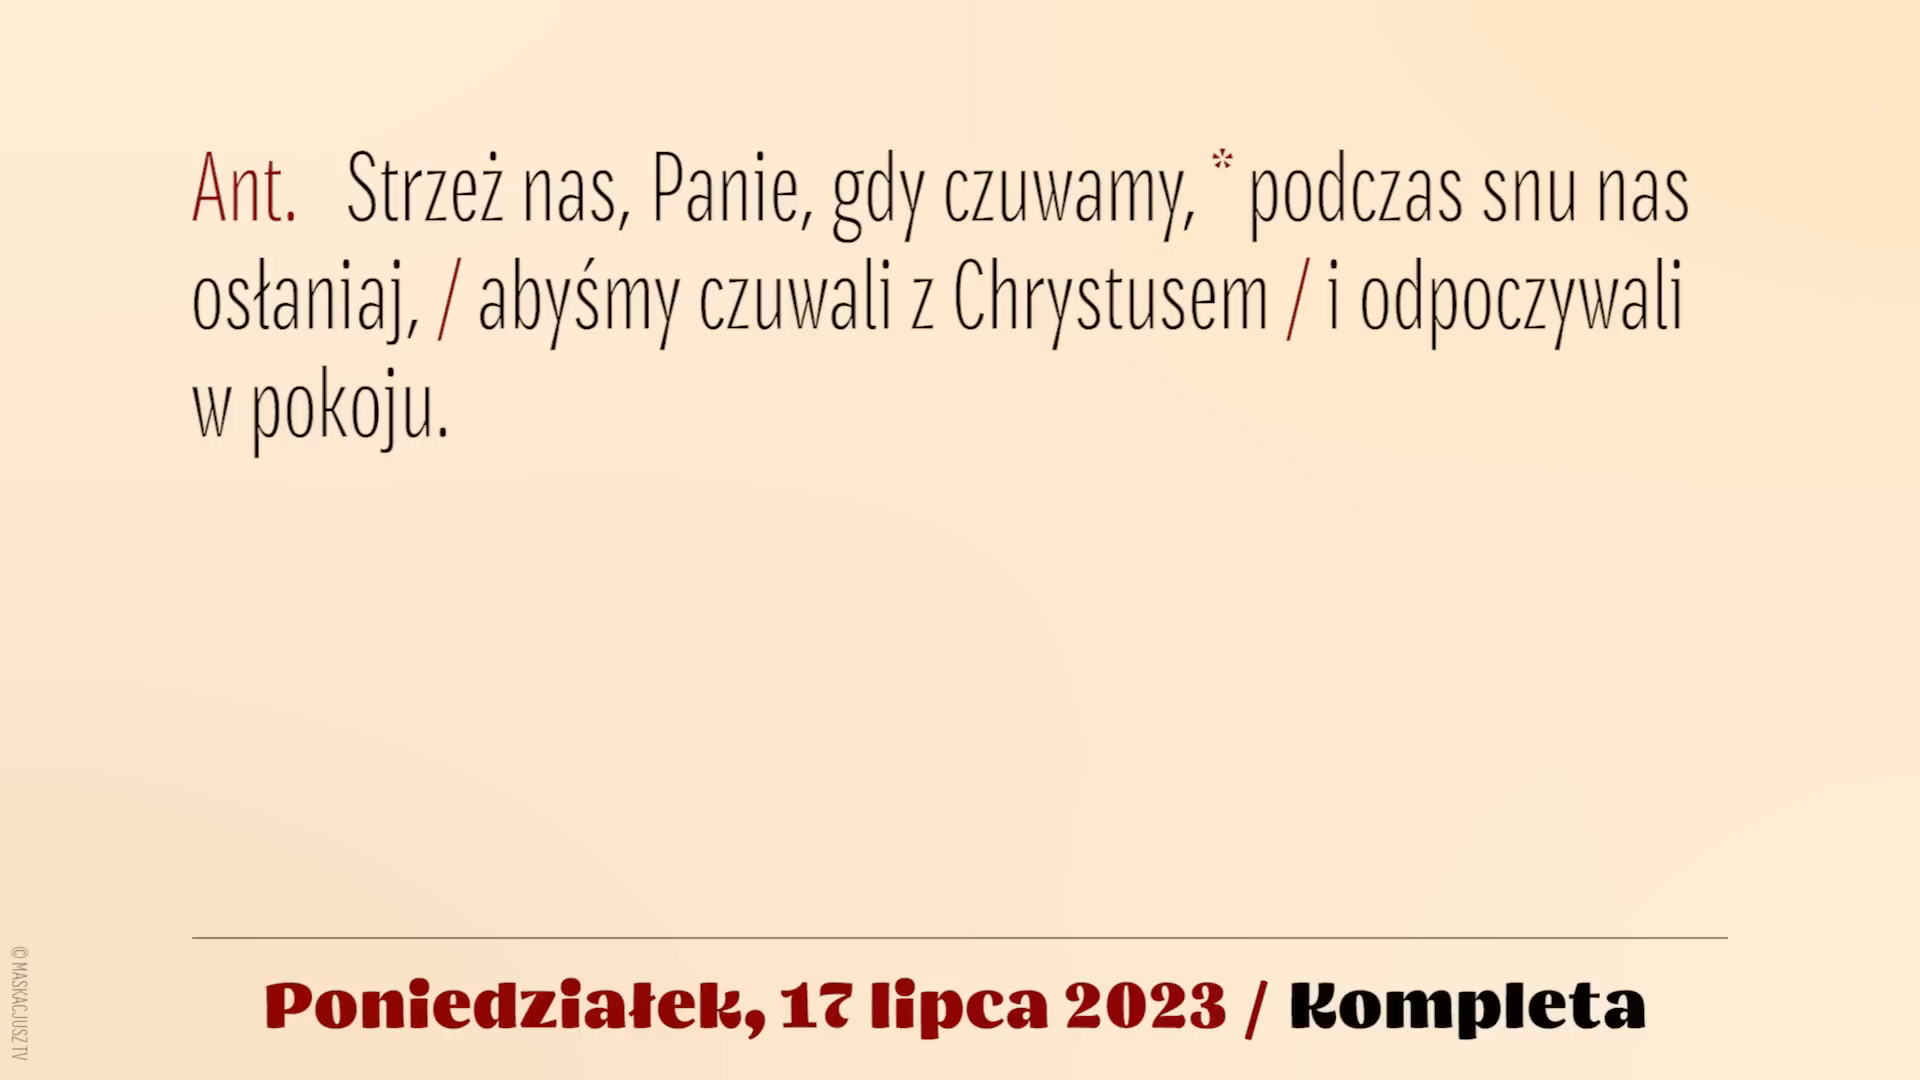 Ant. Strzeż nas, Panie, gdy czuwamy, * podczas snu nas
osłaniaj, / abyśmy czuwali z Chrystusem / i odpoczywali
w pokoju.
Poniedziałek, 17 lipca 2023 / Kompleta
© MASKACJUSZ TV